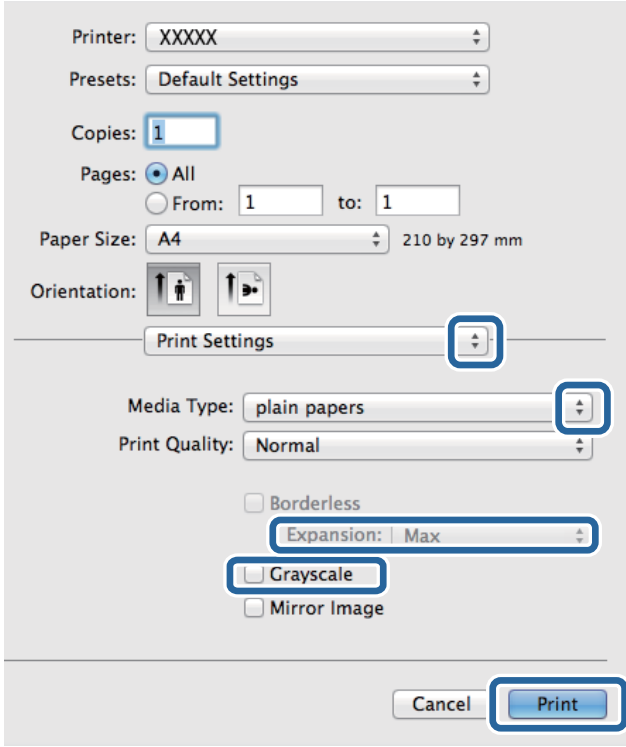 Printer: XXXXX
Presets: Default Settings
Copies: 1
Pages: All
From: 1 to: 1
Paper Size: A4 210 by 297 mm
Orientation:
Print Settings
Media Type: plain papers
Print Quality: Normal
Borderless
Expansion: Max
Grayscale
Mirror Image
Cancel Print